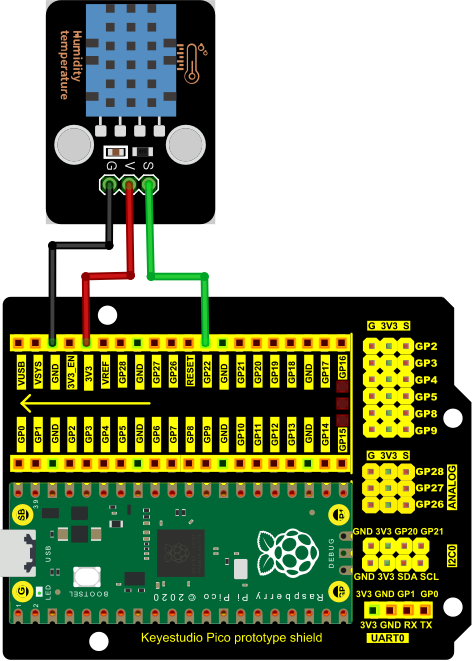 Humidity
temperature
G V S
VUSB VSYS GND 3V3_EN 3V3 VREF GP28 GND GP27 GP26 RESET GP22 GND GP21 GP20 GP19 GP18 GND GP17 GP16
GP0 GP1 GND GP2 GP3 GP4 GP5 GND GP6 GP7 GP8 GP9 GND GP10 GP11 GP12 GP13 GND GP14 GP15
G 3V3 S
GP2
GP3
GP4
GP5
GP8
GP9
G 3V3 S
GP28
GP27
GP26
ANALOG
GND 3V3 GP20 GP21
GND 3V3 SDA SCL
I2C0
3V3 GND GP1 GP0
3V3 GND RX TX
UART0
39
USB
LED
1
2
BOOTSEL
Raspberry Pi Pico © 2020
DEBUG
Keyestudio Pico prototype shield